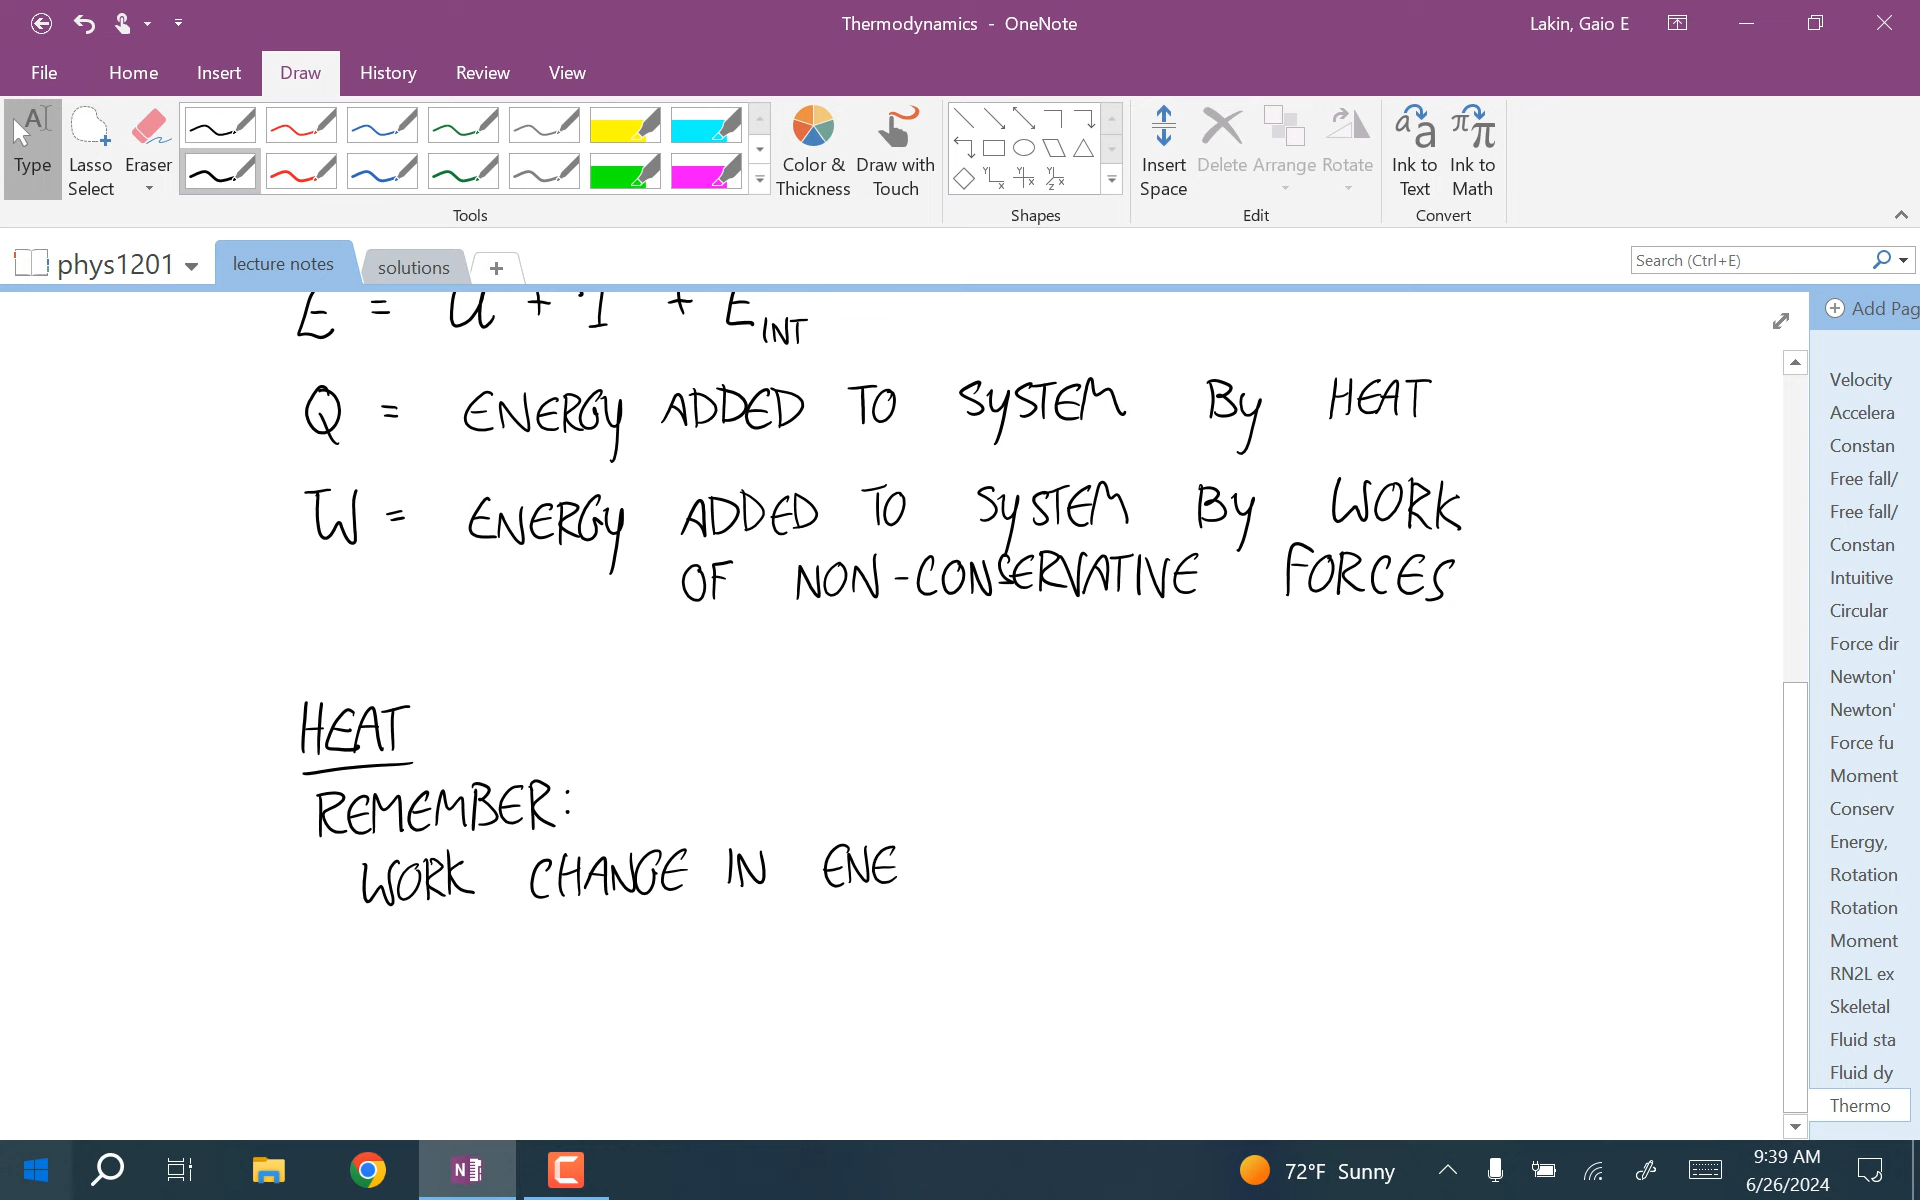 Thermodynamics - OneNote
Lakin, Gaio E
File Home Insert Draw History Review View
Type
Lasso Select
Eraser
Color & Thickness
Draw with Touch
Insert Space
Delete
Arrange
Rotate
Ink to Text
Ink to Math
Tools
Shapes
Edit
Convert
phys1201
lecture notes
solutions
Search (Ctrl+E)
Add Pag
E = U + + E INT
Q = ENERGY ADDED TO SYSTEM BY HEAT
W = ENERGY ADDED TO SYSTEM BY WORK
OF NON-CONSERVATIVE FORCES
HEAT
REMEMBER:
WORK CHANGE IN ENE
Velocity
Accelera
Constan
Free fall/
Free fall/
Constan
Intuitive
Circular
Force dir
Newton'
Newton'
Force fu
Moment
Conserv
Energy,
Rotation
Rotation
Moment
RN2L ex
Skeletal
Fluid sta
Fluid dy
Thermo
72°F Sunny
9:39 AM
6/26/2024